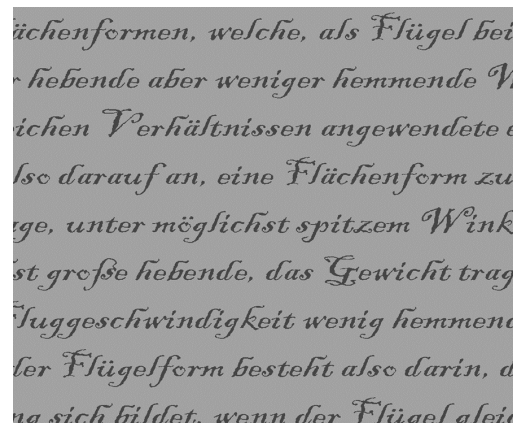 ächenformen, welche, als Flügel bei
hebende aber weniger hemmende
ichen Verhältnissen angewendete
lso darauf an, eine Flächenform zu
ge, unter möglichst spitzem Wink
st große hebende, das Gewicht trag
Fluggeschwindigkeit wenig hemmend
der Flügelform besteht also darin, d
ng sich bildet, wenn der Flügel gleic